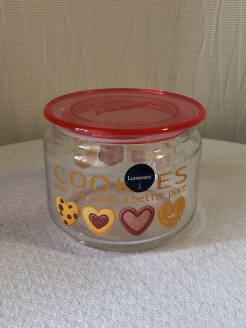 COOKIES
a better place
Luminarc